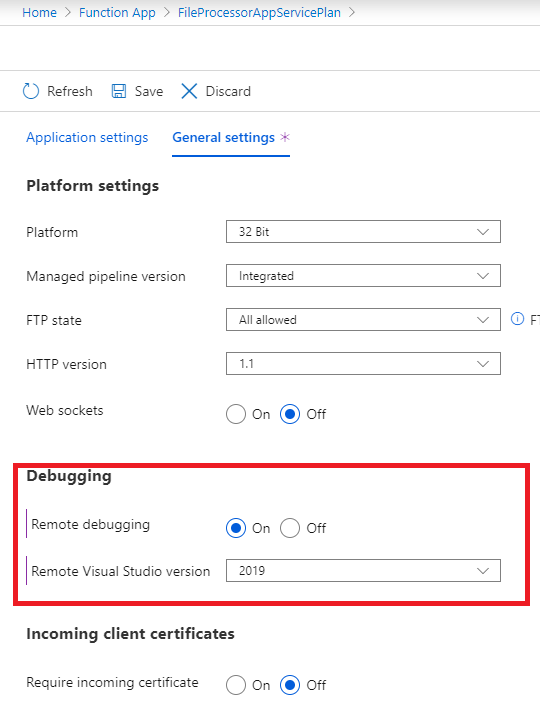 Home > Function App > FileProcessorAppServicePlan >
Refresh Save Discard
Application settings General settings *
Platform settings
Platform 32 Bit
Managed pipeline version Integrated
FTP state All allowed FT
HTTP version 1.1
Web sockets On Off
Debugging
Remote debugging On Off
Remote Visual Studio version 2019
Incoming client certificates
Require incoming certificate On Off